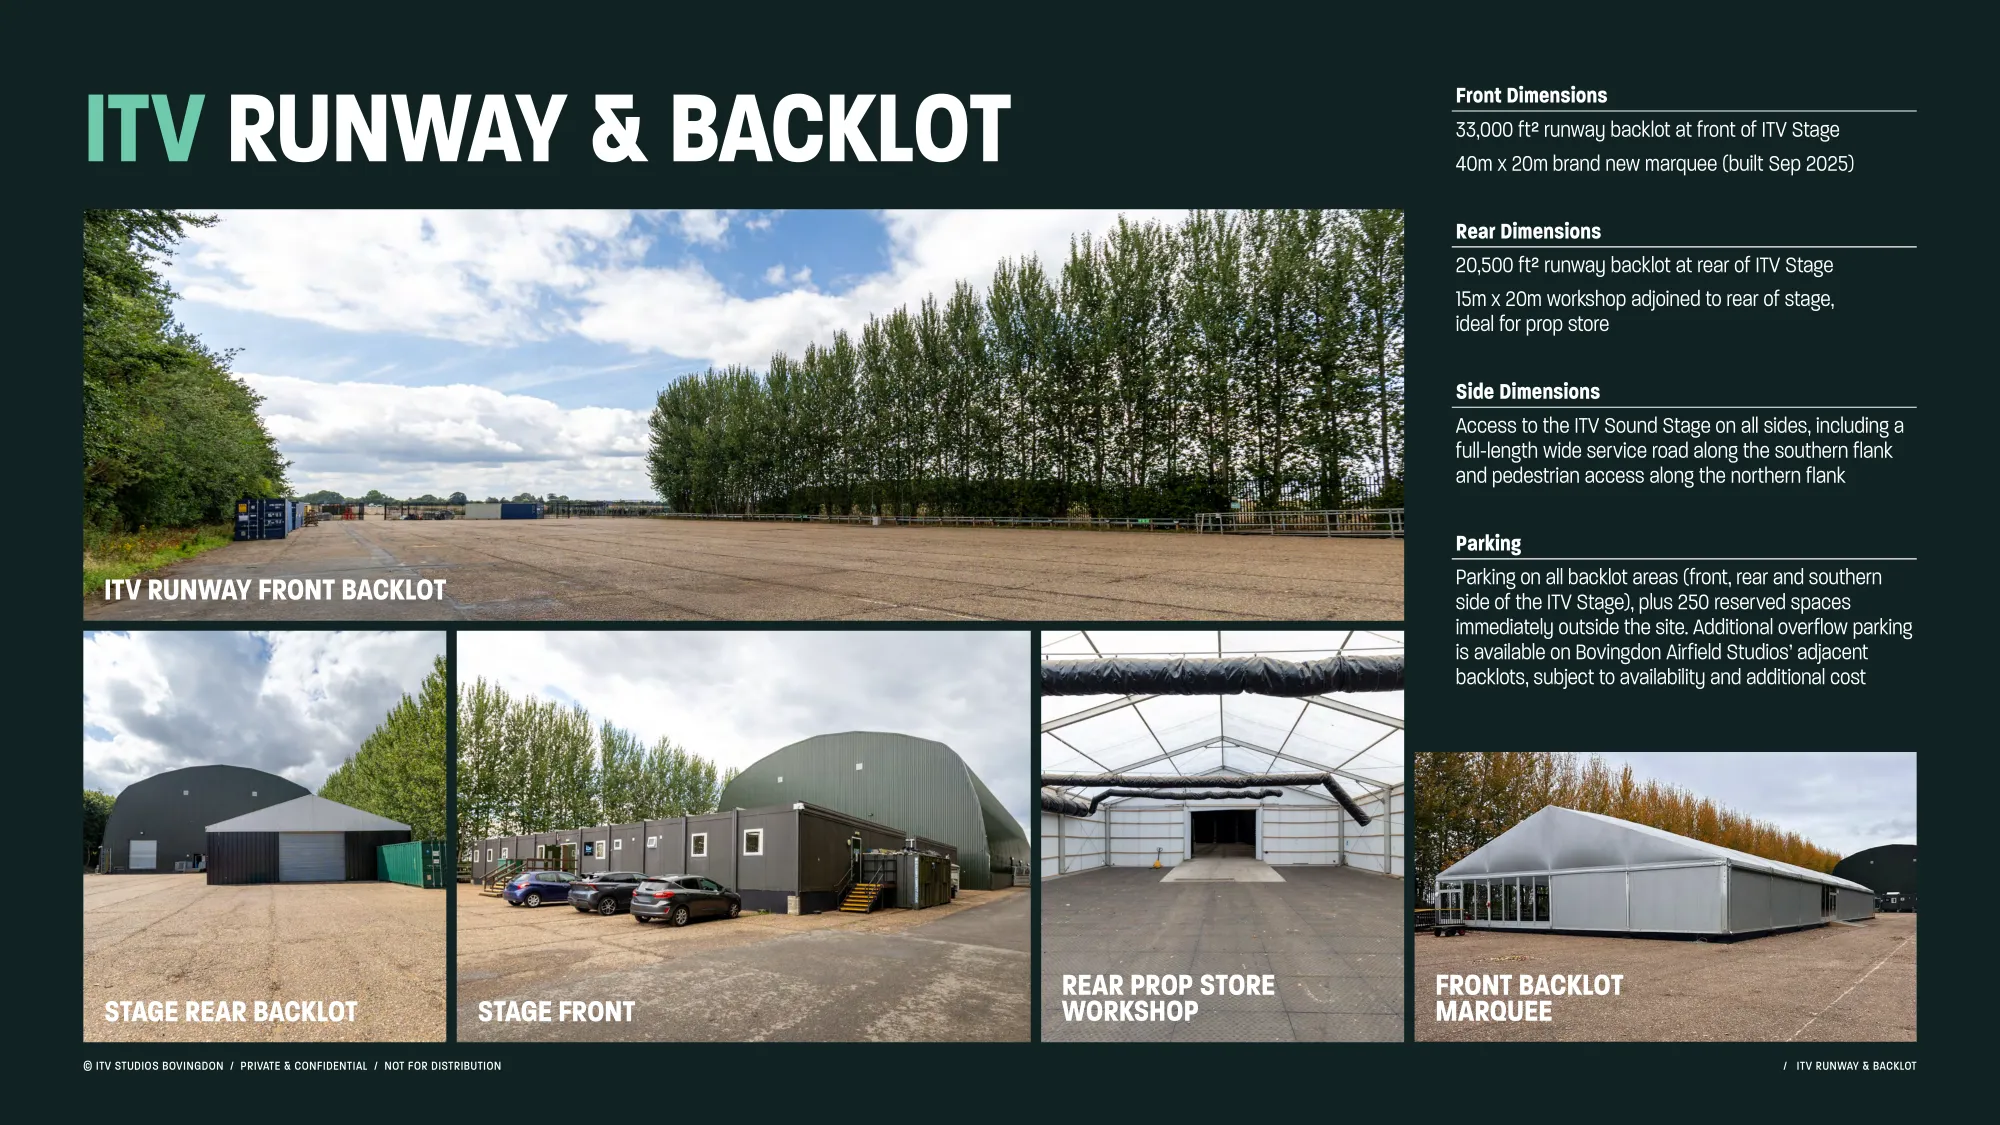 ITV RUNWAY & BACKLOT
Front Dimensions
33,000 ft² runway backlot at front of ITV Stage
40m x 20m brand new marquee (built Sep 2025)
Rear Dimensions
20,500 ft² runway backlot at rear of ITV Stage
15m x 20m workshop adjoined to rear of stage,
ideal for prop store
Side Dimensions
Access to the ITV Sound Stage on all sides, including a
full-length wide service road along the southern flank
and pedestrian access along the northern flank
Parking
Parking on all backlot areas (front, rear and southern
side of the ITV Stage), plus 250 reserved spaces
immediately outside the site. Additional overflow parking
is available on Bovingdon Airfield Studios’ adjacent
backlots, subject to availability and additional cost
ITV RUNWAY FRONT BACKLOT
STAGE REAR BACKLOT
STAGE FRONT
REAR PROP STORE
WORKSHOP
FRONT BACKLOT
MARQUEE
© ITV STUDIOS BOVINGDON / PRIVATE & CONFIDENTIAL / NOT FOR DISTRIBUTION
/ ITV RUNWAY & BACKLOT